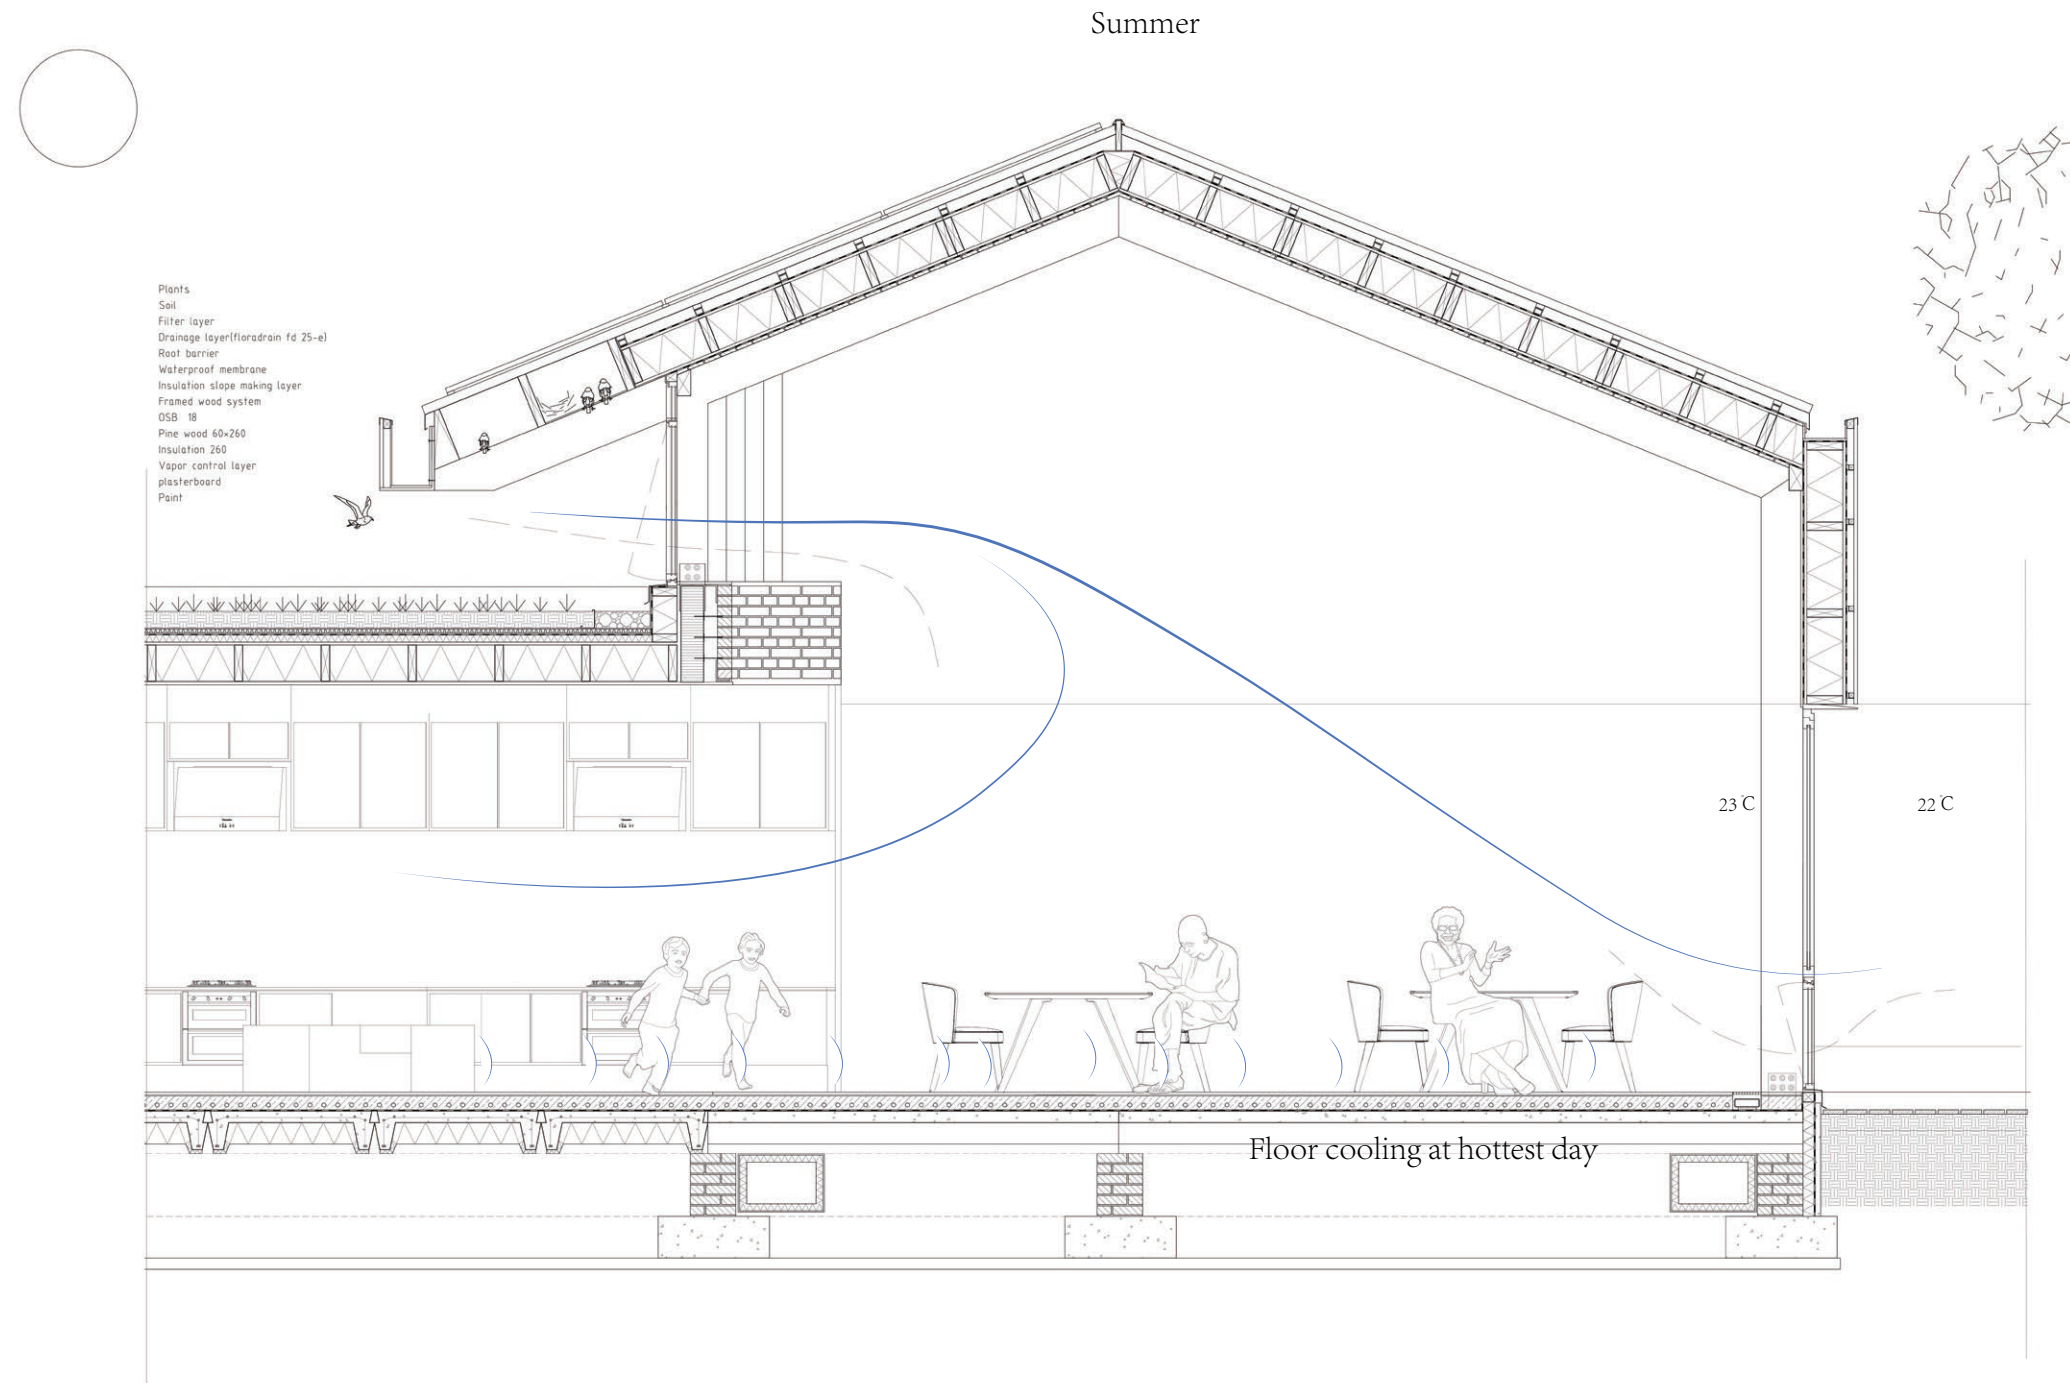 Summer
Plants
Soil
Filter layer
Drainage layer(floradrain fd 25-e)
Root barrier
Waterproof membrane
Insulation slope making layer
Framed wood system
OSB 18
Pine wood 60×260
Insulation 260
Vapor control layer
plasterboard
Paint
23°C
22°C
Floor cooling at hottest day